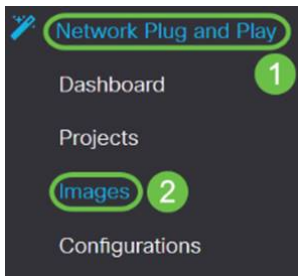 Network Plug and Play
1
Dashboard
Projects
Images
2
Configurations